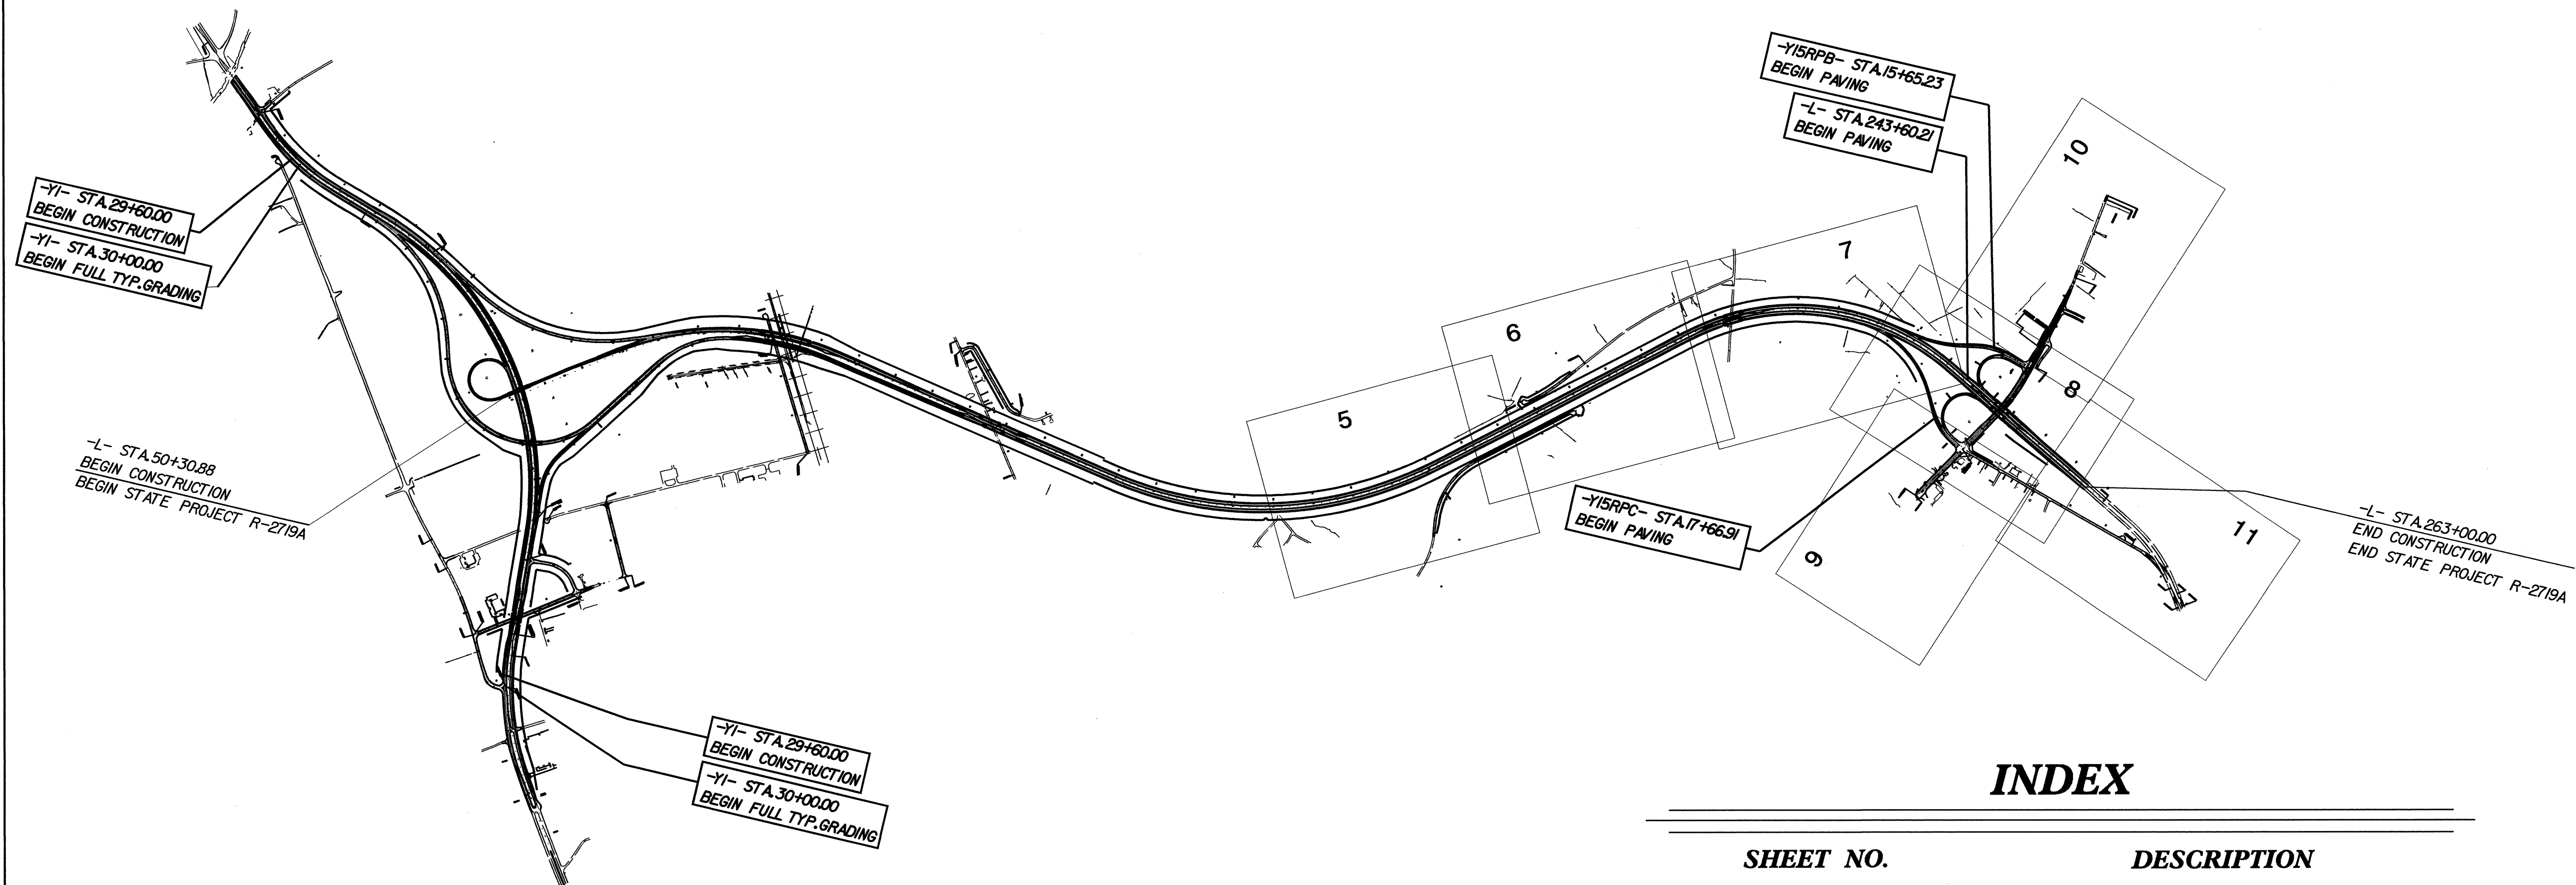 -Y15RPB- STA.15+65.23
BEGIN PAVING
-L- STA.243+60.21
BEGIN PAVING
10
-Y1- STA.29+60.00
BEGIN CONSTRUCTION
-Y1- STA.30+00.00
BEGIN FULL TYP.GRADING
7
6
5
8
-L- STA.50+30.88
BEGIN CONSTRUCTION
BEGIN STATE PROJECT R-2719A
-Y15RPC- STA.17+66.91
BEGIN PAVING
9
11
-L- STA.263+00.00
END CONSTRUCTION
END STATE PROJECT R-2719A
-Y1- STA.29+60.00
BEGIN CONSTRUCTION
-Y1- STA.30+00.00
BEGIN FULL TYP.GRADING
INDEX
SHEET NO. DESCRIPTION